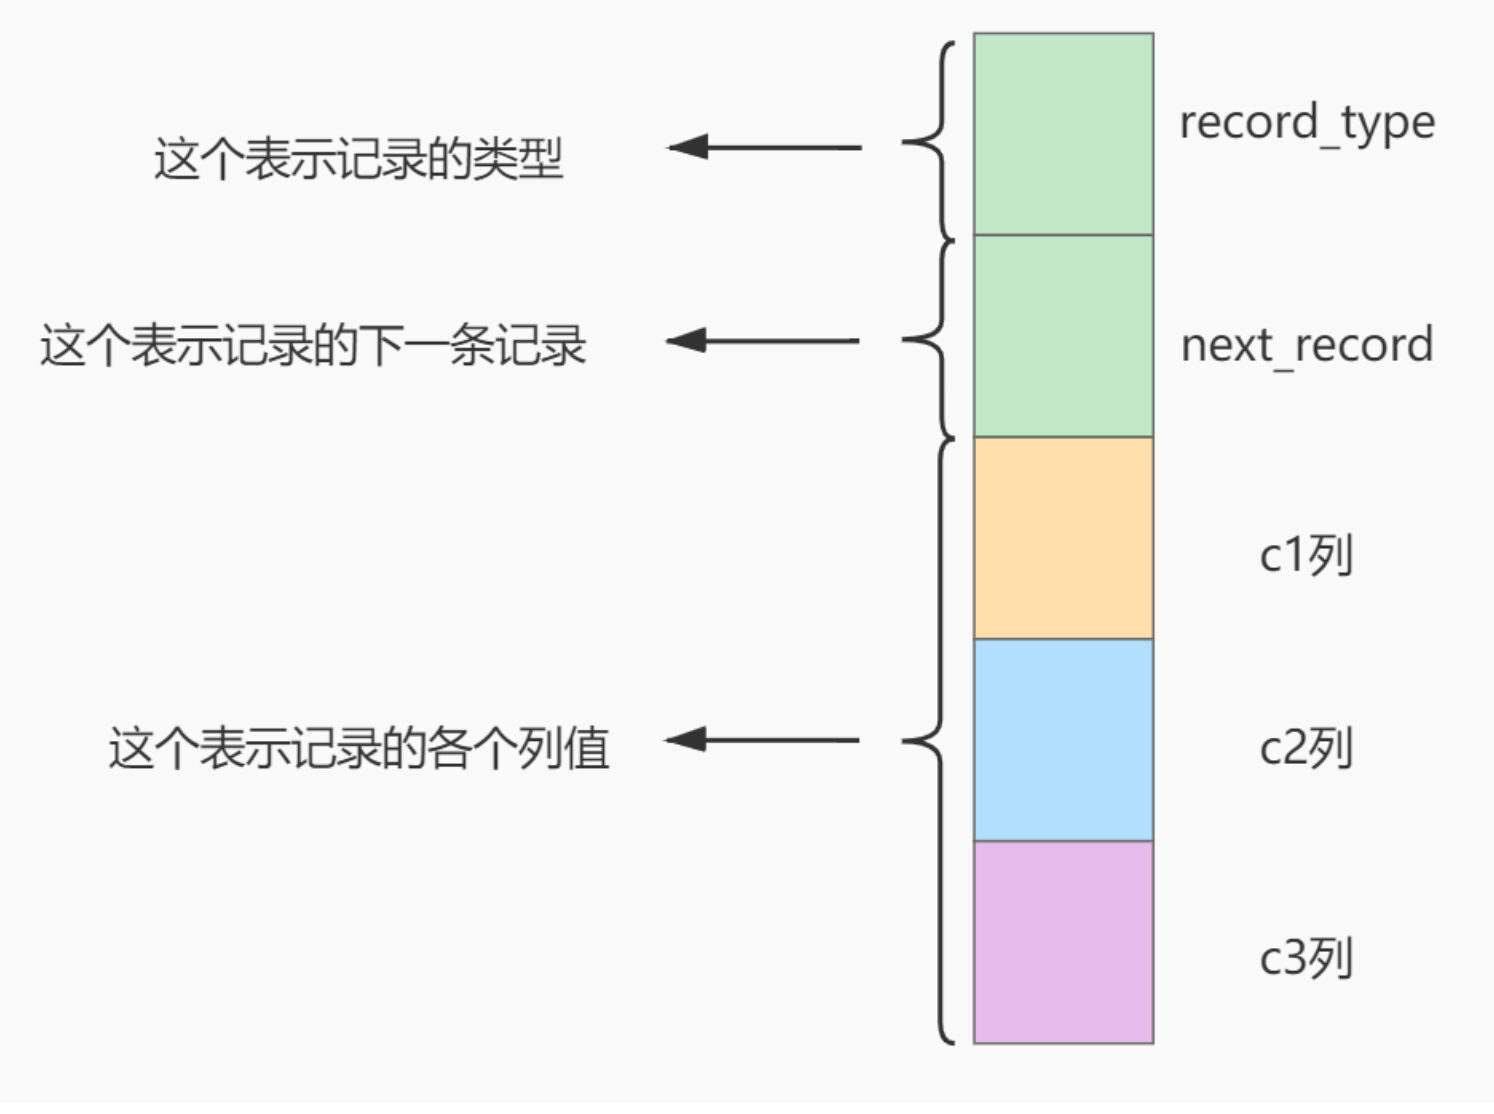 record_type
这个表示记录的类型
这个表示记录的下一条记录
next_record
c1列
这个表示记录的各个列值
c2列
c3列